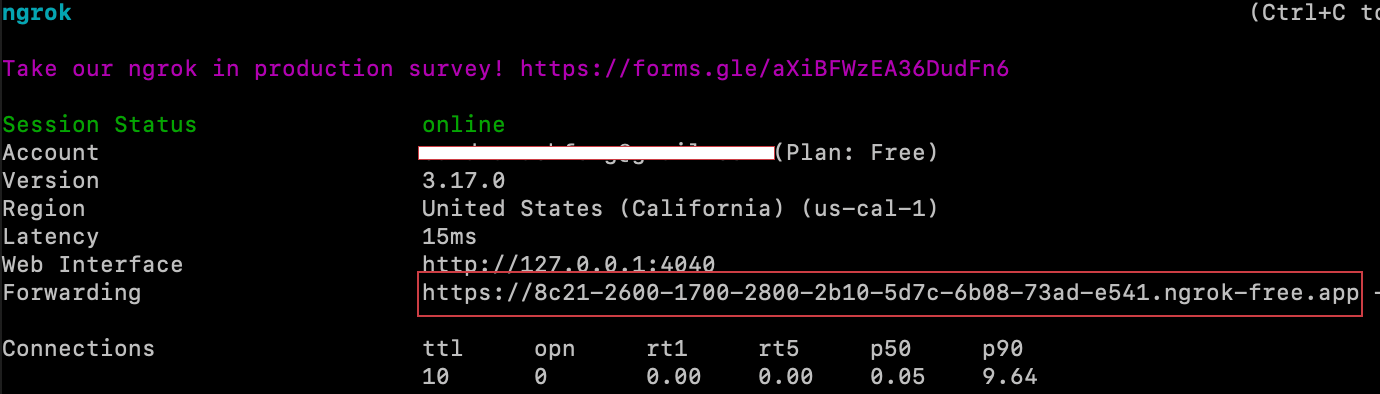 ngrok (Ctrl+C to
Take our ngrok in production survey! https://forms.gle/aXiBFWzEA36DudFn6
Session Status online
Account (Plan: Free)
Version 3.17.0
Region United States (California) (us-cal-1)
Latency 15ms
Web Interface http://127.0.0.1:4040
Forwarding https://8c21-2600-1700-2800-2b10-5d7c-6b08-73ad-e541.ngrok-free.app -
Connections ttl opn rt1 rt5 p50 p90
10 0 0.00 0.00 0.05 9.64